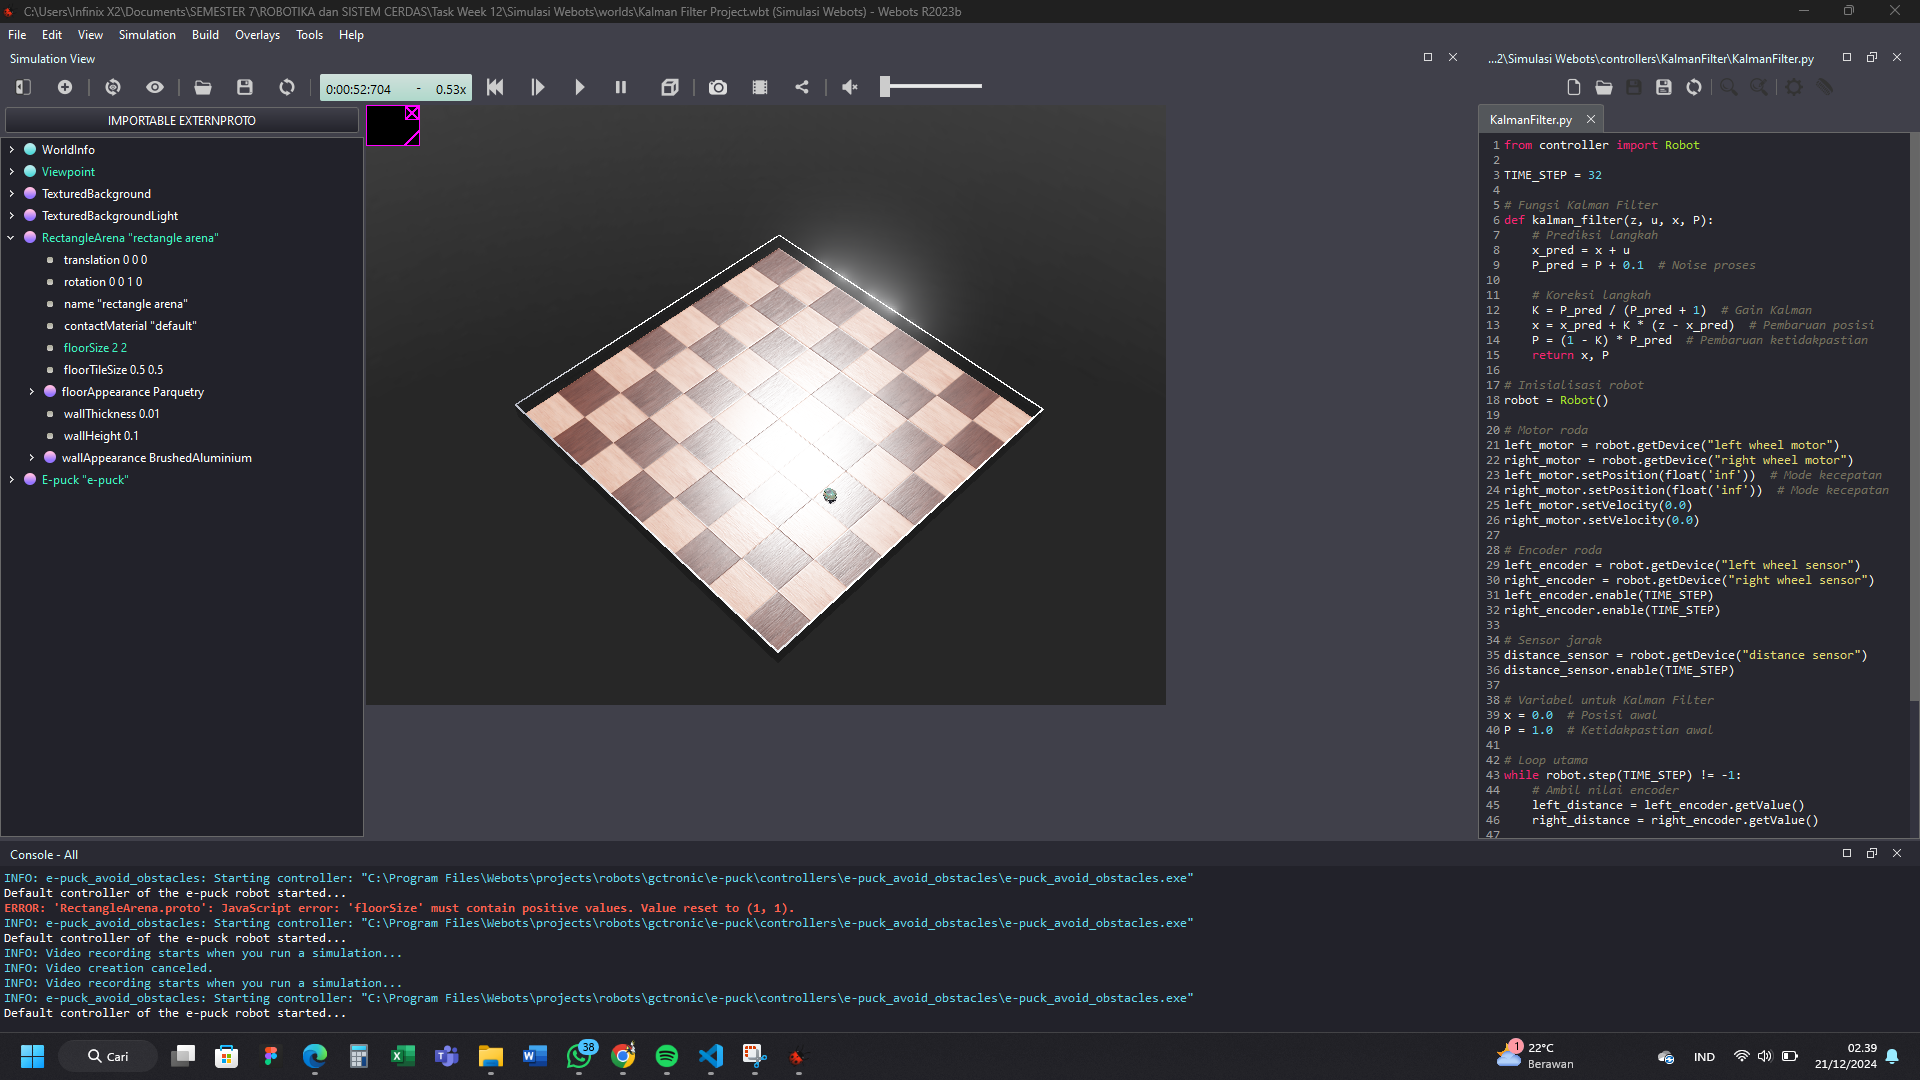 C:\Users\Infinix X2\Documents\SEMESTER 7\ROBOTIKA dan SISTEM CERDAS\Task Week 12\Simulasi Webots\worlds\Kalman Filter Project.wbt (Simulasi Webots) - Webots R2023b
File Edit View Simulation Build Overlays Tools Help
Simulation View
0:00:52:704 - 0.53x
IMPORTABLE EXTERNPROTO
WorldInfo
Viewpoint
TexturedBackground
TexturedBackgroundLight
RectangleArena "rectangle arena"
translation 0 0 0
rotation 0 0 1 0
name "rectangle arena"
contactMaterial "default"
floorSize 2 2
floorTileSize 0.5 0.5
floorAppearance Parquetry
wallThickness 0.01
wallHeight 0.1
wallAppearance BrushedAluminium
E-puck "e-puck"
...2\Simulasi Webots\controllers\KalmanFilter\KalmanFilter.py
KalmanFilter.py
1 from controller import Robot
2
3 TIME_STEP = 32
4
5 # Fungsi Kalman Filter
6 def kalman_filter(z, u, x, P):
7 # Prediksi langkah
8 x_pred = x + u
9 P_pred = P + 0.1 # Noise proses
10
11 # Koreksi langkah
12 K = P_pred / (P_pred + 1) # Gain Kalman
13 x = x_pred + K * (z - x_pred) # Pembaruan posisi
14 P = (1 - K) * P_pred # Pembaruan ketidakpastian
15 return x, P
16
17 # Inisialisasi robot
18 robot = Robot()
19
20 # Motor roda
21 left_motor = robot.getDevice("left wheel motor")
22 right_motor = robot.getDevice("right wheel motor")
23 left_motor.setPosition(float('inf')) # Mode kecepatan
24 right_motor.setPosition(float('inf')) # Mode kecepatan
25 left_motor.setVelocity(0.0)
26 right_motor.setVelocity(0.0)
27
28 # Encoder roda
29 left_encoder = robot.getDevice("left wheel sensor")
30 right_encoder = robot.getDevice("right wheel sensor")
31 left_encoder.enable(TIME_STEP)
32 right_encoder.enable(TIME_STEP)
33
34 # Sensor jarak
35 distance_sensor = robot.getDevice("distance sensor")
36 distance_sensor.enable(TIME_STEP)
37
38 # Variabel untuk Kalman Filter
39 x = 0.0 # Posisi awal
40 P = 1.0 # Ketidakpastian awal
41
42 # Loop utama
43 while robot.step(TIME_STEP) != -1:
44 # Ambil nilai encoder
45 left_distance = left_encoder.getValue()
46 right_distance = right_encoder.getValue()
47
Console - All
INFO: e-puck_avoid_obstacles: Starting controller: "C:\Program Files\Webots\projects\robots\gctronic\e-puck\controllers\e-puck_avoid_obstacles\e-puck_avoid_obstacles.exe"
Default controller of the e-puck robot started...
ERROR: 'RectangleArena.proto': JavaScript error: 'floorSize' must contain positive values. Value reset to (1, 1).
INFO: e-puck_avoid_obstacles: Starting controller: "C:\Program Files\Webots\projects\robots\gctronic\e-puck\controllers\e-puck_avoid_obstacles\e-puck_avoid_obstacles.exe"
Default controller of the e-puck robot started...
INFO: Video recording starts when you run a simulation...
INFO: Video creation canceled.
INFO: Video recording starts when you run a simulation...
INFO: e-puck_avoid_obstacles: Starting controller: "C:\Program Files\Webots\projects\robots\gctronic\e-puck\controllers\e-puck_avoid_obstacles\e-puck_avoid_obstacles.exe"
Default controller of the e-puck robot started...
Cari
38
1
22°C
Berawan
IND
02.39
21/12/2024